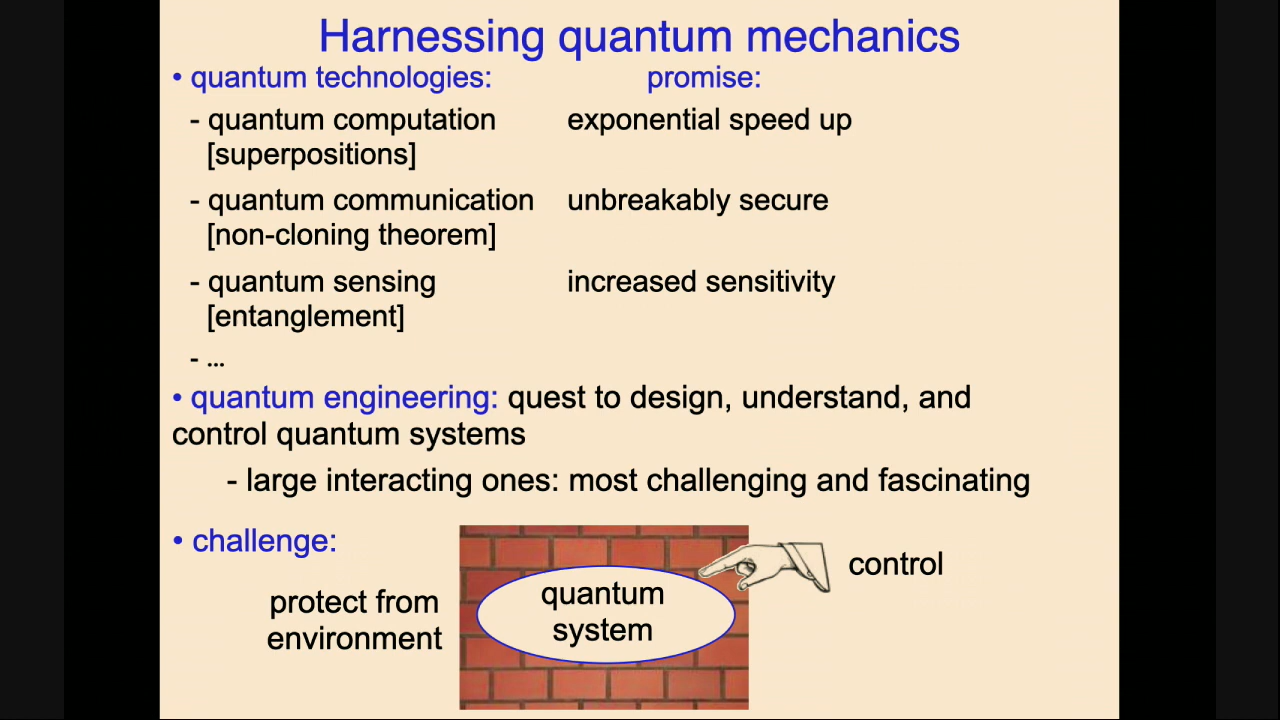 Harnessing quantum mechanics
• quantum technologies: promise:
- quantum computation exponential speed up
[superpositions]
- quantum communication unbreakably secure
[non-cloning theorem]
- quantum sensing increased sensitivity
[entanglement]
- ...
• quantum engineering: quest to design, understand, and
control quantum systems
- large interacting ones: most challenging and fascinating
• challenge:
protect from
environment
quantum
system
control